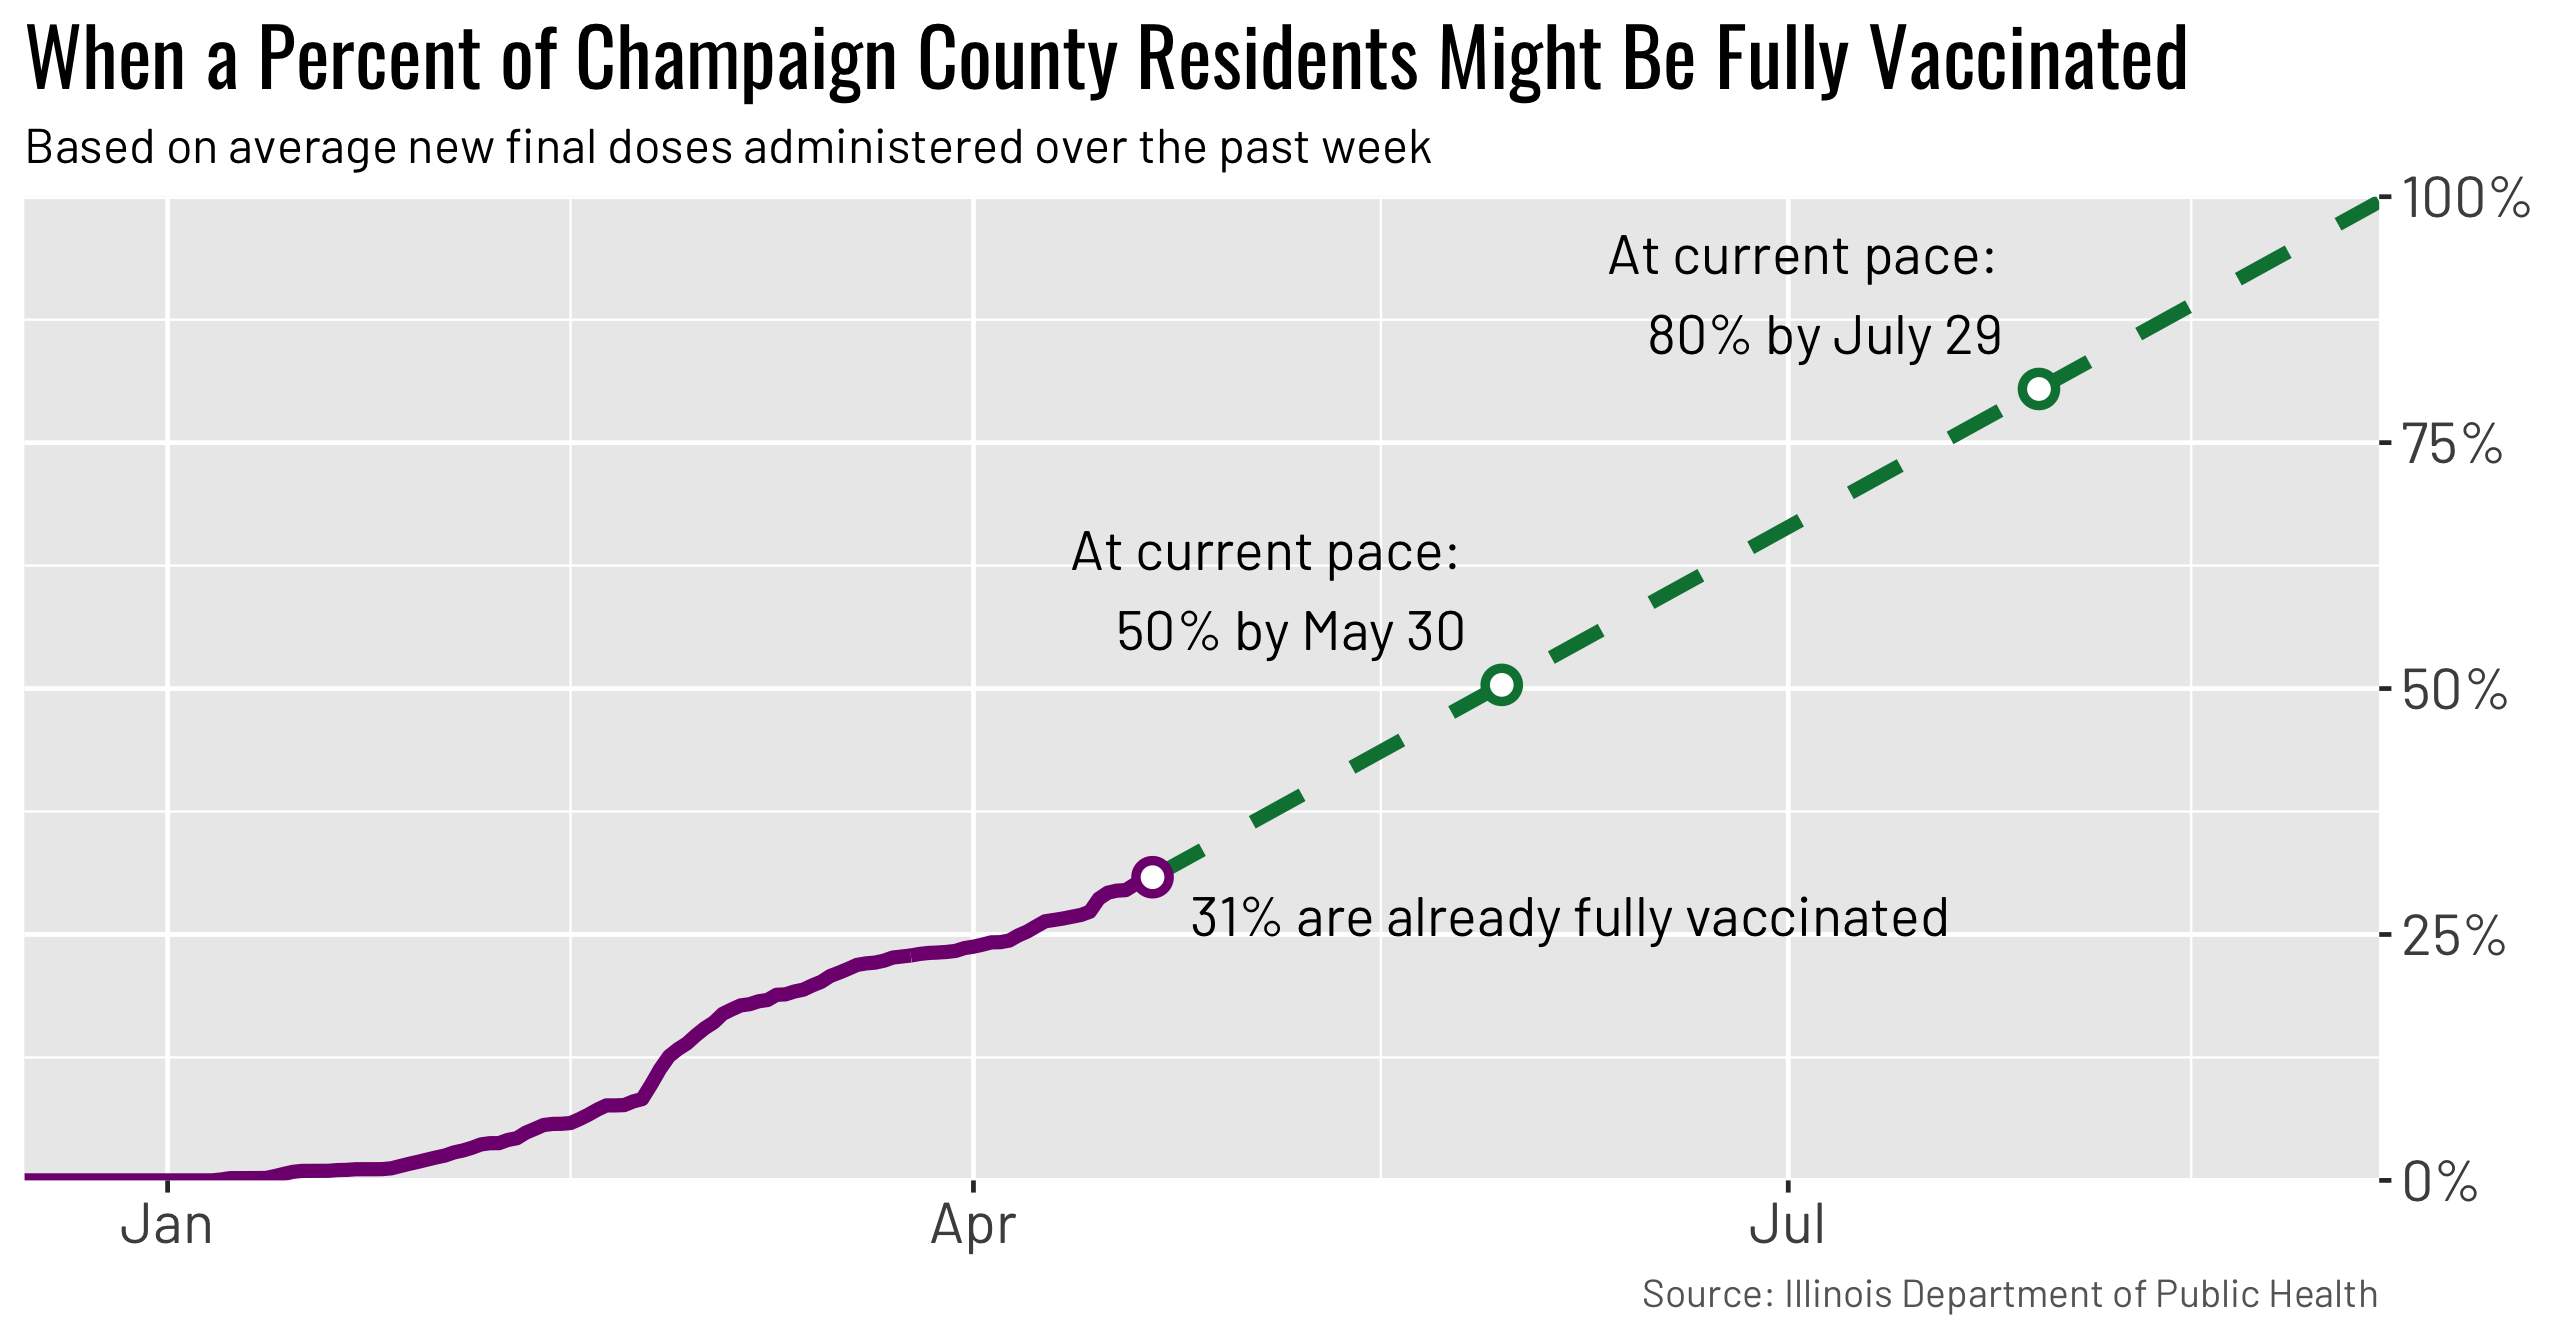 When a Percent of Champaign County Residents Might Be Fully Vaccinated
Based on average new final doses administered over the past week
100%
At current pace:
80% by July 29
75%
At current pace:
50% by May 30
50%
31% are already fully vaccinated
25%
0%
Jan
Apr
Jul
Source: Illinois Department of Public Health